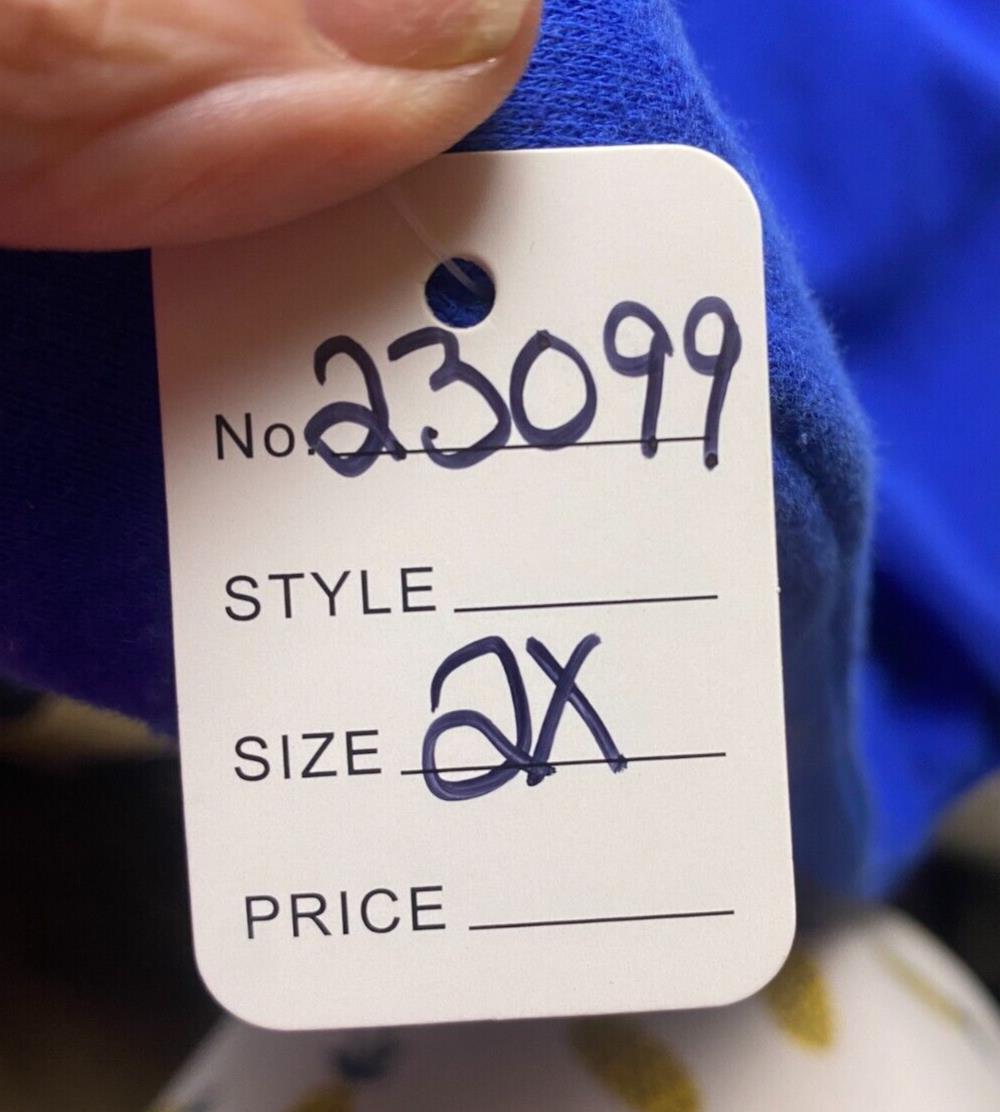 No. 23099
STYLE
SIZE 2X
PRICE